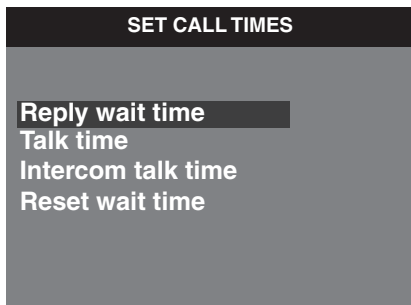 SET CALL TIMES
Reply wait time
Talk time
Intercom talk time
Reset wait time